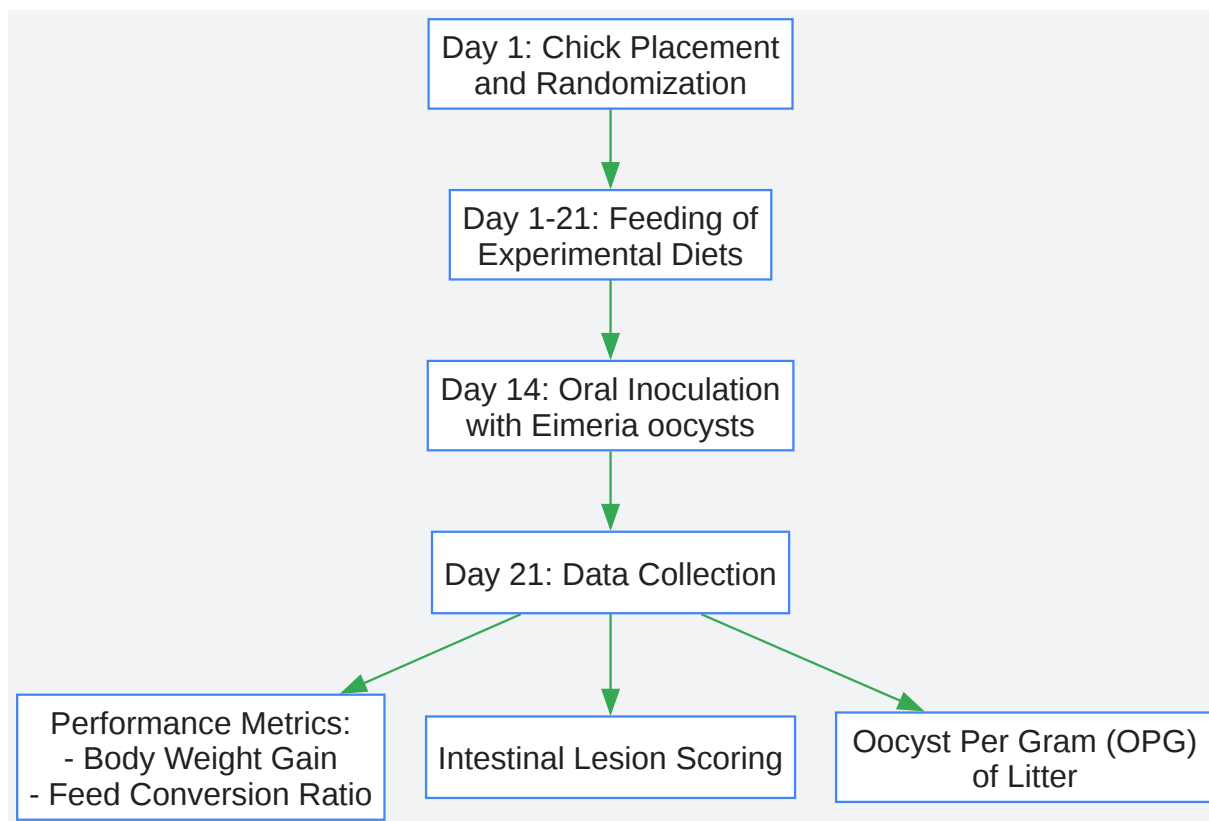 Day 1: Chick Placement
and Randomization
Day 1-21: Feeding of
Experimental Diets
Day 14: Oral Inoculation
with Eimeria oocysts
Day 21: Data Collection
Performance Metrics:
- Body Weight Gain
- Feed Conversion Ratio
Intestinal Lesion Scoring
Oocyst Per Gram (OPG)
of Litter